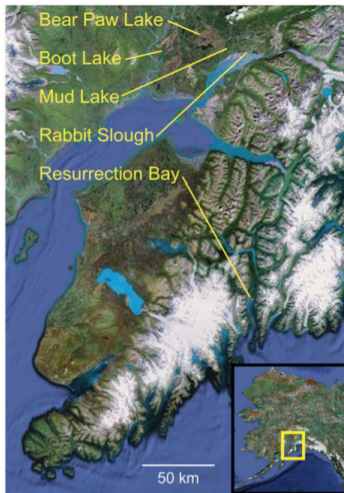 Bear Paw Lake
Boot Lake
Mud Lake
Rabbit Slough
Resurrection Bay
50 km